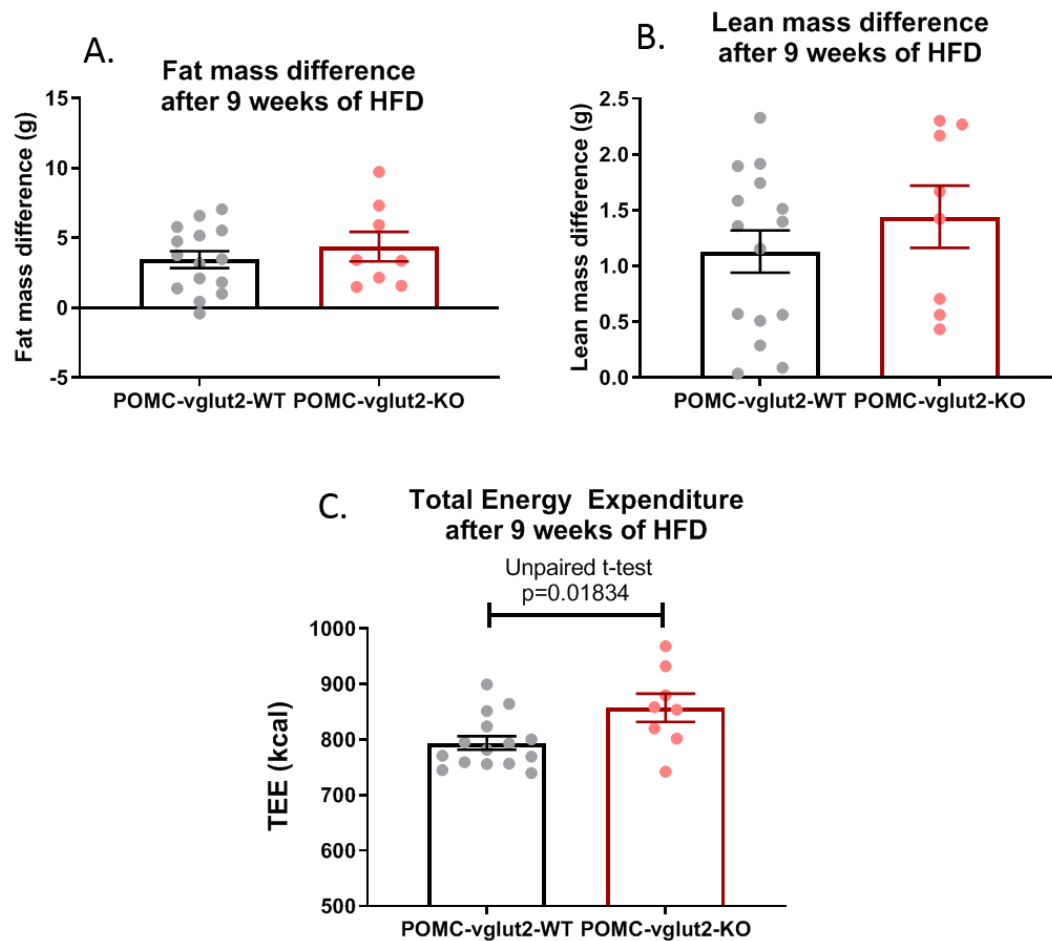 A.
Fat mass difference
after 9 weeks of HFD
Fat mass difference (g)
15
10
5
0
-5
POMC-vglut2-WT POMC-vglut2-KO
B.
Lean mass difference
after 9 weeks of HFD
Lean mass difference (g)
2.5
2.0
1.5
1.0
0.5
0.0
POMC-vglut2-WT POMC-vglut2-KO
C.
Total Energy Expenditure
after 9 weeks of HFD
Unpaired t-test
p=0.01834
TEE (kcal)
1000
900
800
700
600
500
POMC-vglut2-WT POMC-vglut2-KO